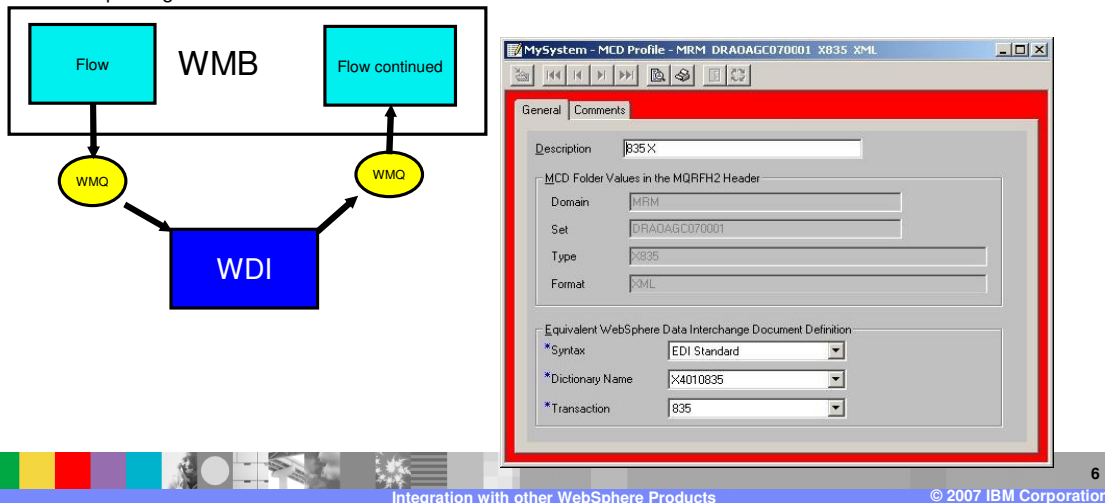 Flow
WMB
Flow continued
WMQ
WMQ
WDI
MySystem - MCD Profile - MRM DRAOAGC070001 X835 XML
General
Comments
Description
835 X
MCD Folder Values in the MQRFH2 Header
Domain
MRM
Set
DRAOAGC070001
Type
X835
Format
XML
Equivalent WebSphere Data Interchange Document Definition
*Syntax
EDI Standard
*Dictionary Name
X4010835
*Transaction
835
6
Integration with other WebSphere Products
© 2007 IBM Corporation